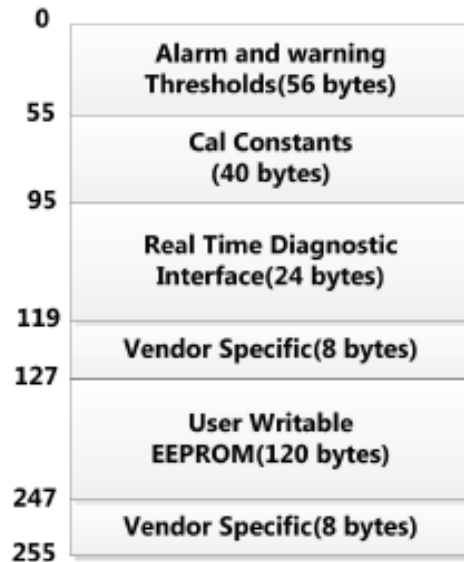 0
Alarm and warning
Thresholds(56 bytes)
55
Cal Constants
(40 bytes)
95
Real Time Diagnostic
Interface(24 bytes)
119
Vendor Specific(8 bytes)
127
User Writable
EEPROM(120 bytes)
247
Vendor Specific(8 bytes)
255